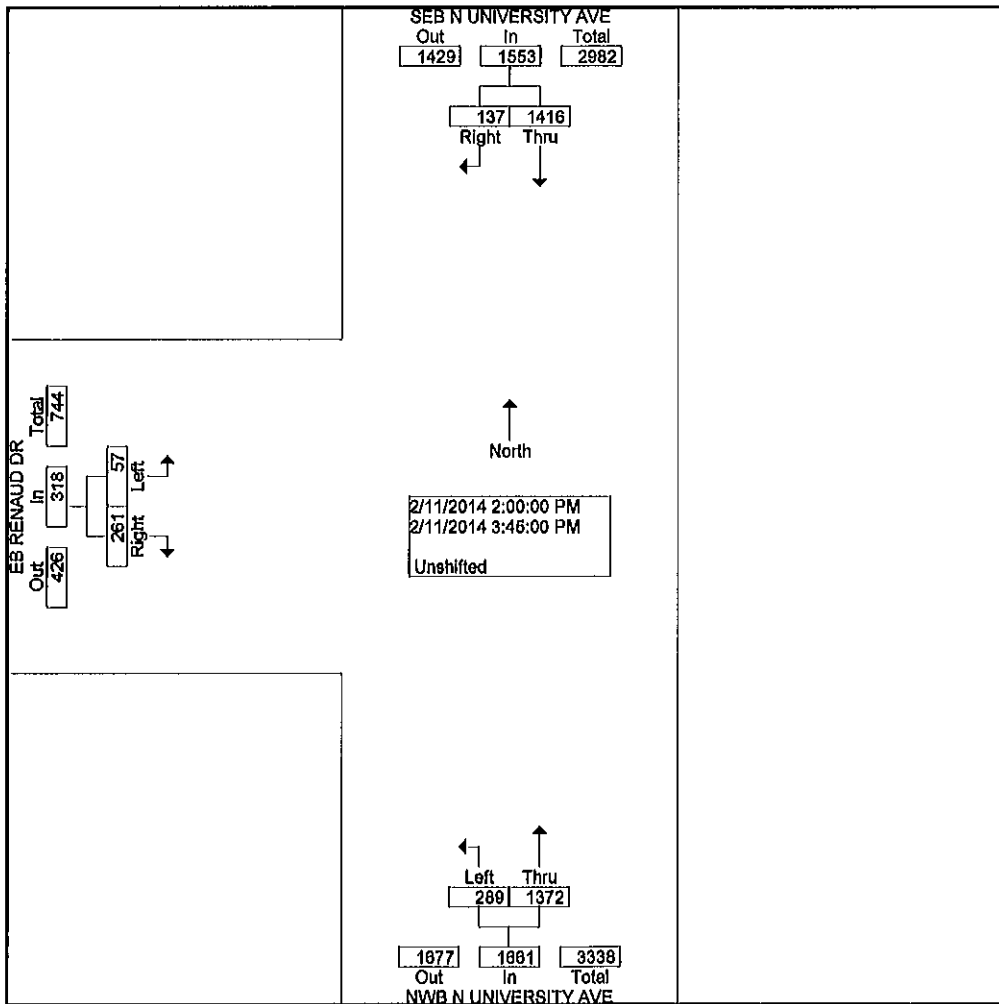 SEB N UNIVERSITY AVE
Out In Total
1429 1553 2982
137 1416
Right Thru
EB RENAUD DR
Out In Total
426 318 744
261 57
Right Left
North
2/11/2014 2:00:00 PM
2/11/2014 3:45:00 PM
Unshifted
Left Thru
289 1372
1677 1661 3338
Out In Total
NWB N UNIVERSITY AVE